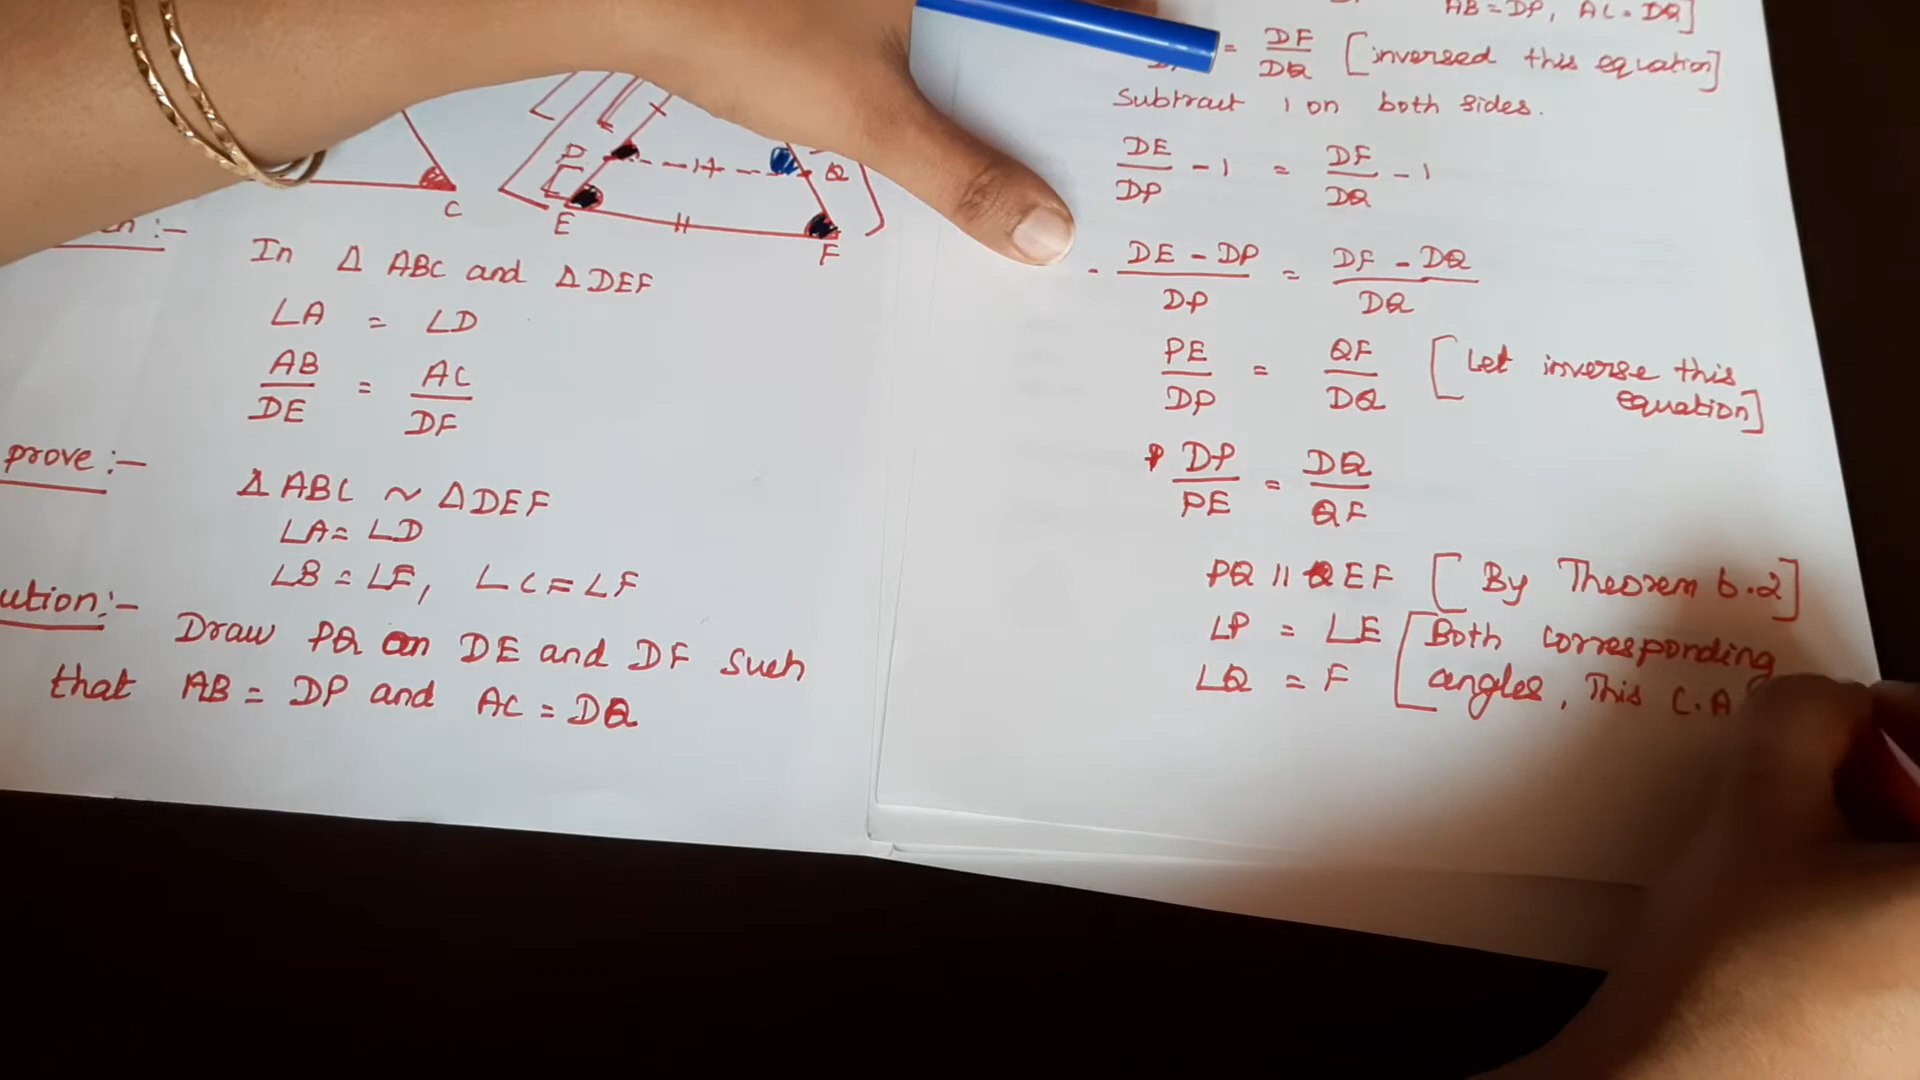 C
P
Q
E
F
In Δ ABC and Δ DEF
∠A = ∠D
AB/DE = AC/DF
prove :-
Δ ABC ~ Δ DEF
∠A = ∠D
∠B = ∠E, ∠C = ∠F
ution:-
Draw PQ on DE and DF such
that AB = DP and AC = DQ
AB = DP, AC = DQ]
= DF/DQ [inversed this equation]
Subtract 1 on both sides.
DE/DP - 1 = DF/DQ - 1
DE - DP/DP = DF - DQ/DQ
PE/DP = QF/DQ [Let inverse this
equation]
DP/PE = DQ/QF
PQ || EF [By Theorem 6.2]
∠P = ∠E [Both corresponding
∠Q = F angles, This C.A